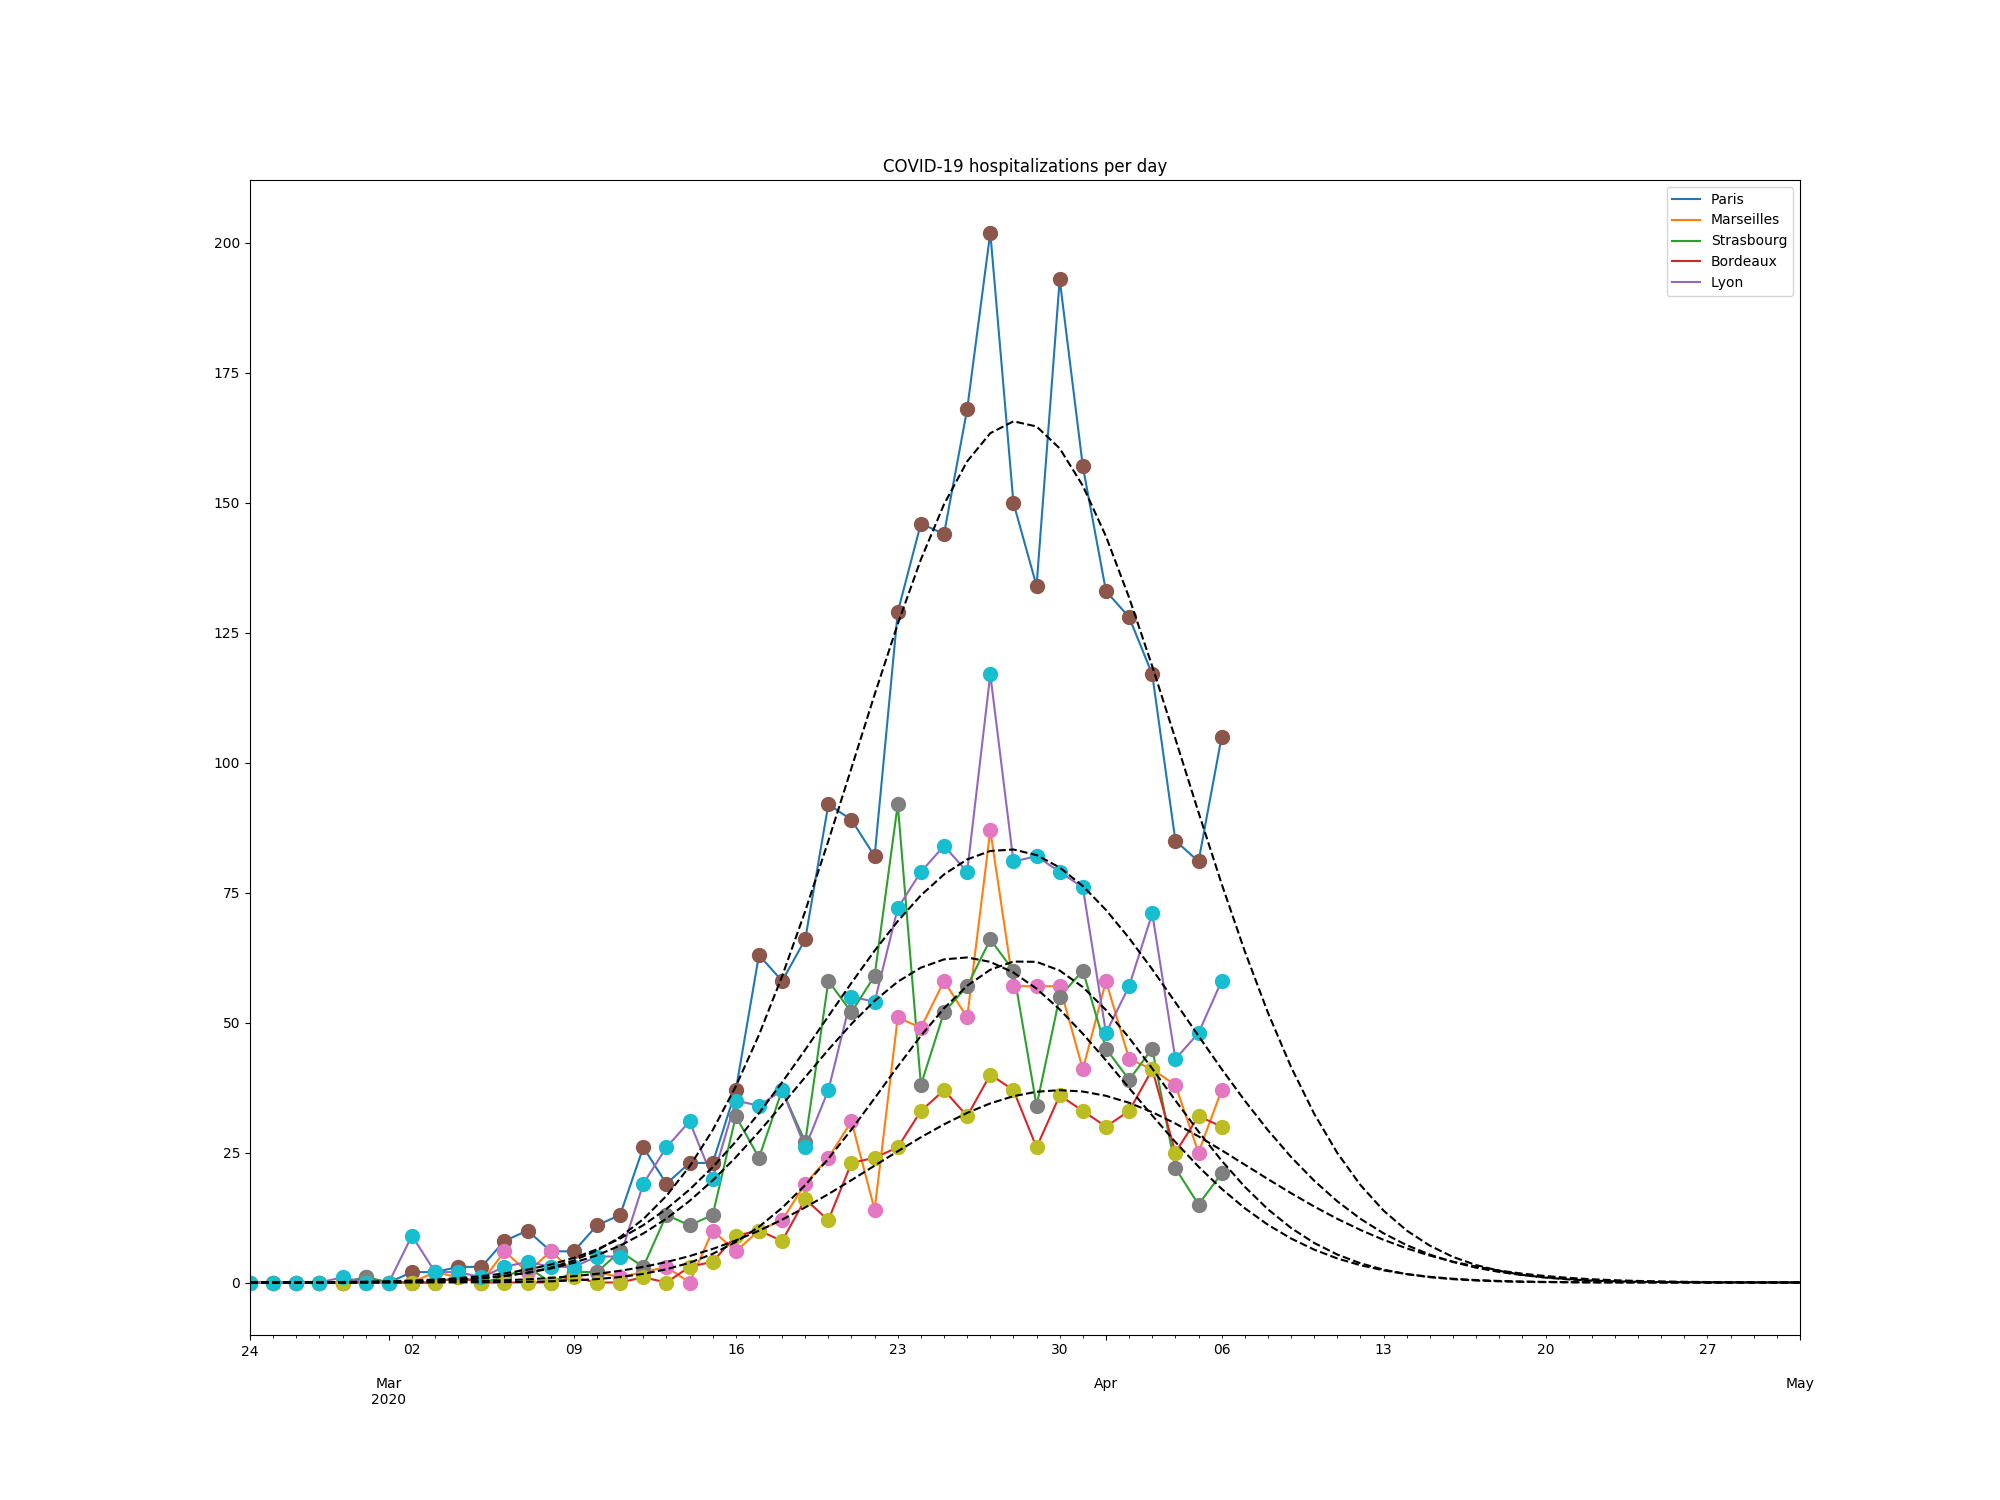 COVID-19 hospitalizations per day
Paris
Marseilles
Strasbourg
Bordeaux
Lyon
200
175
150
125
100
75
50
25
0
24 02 09 16 23 30 06 13 20 27
Mar Apr May
2020